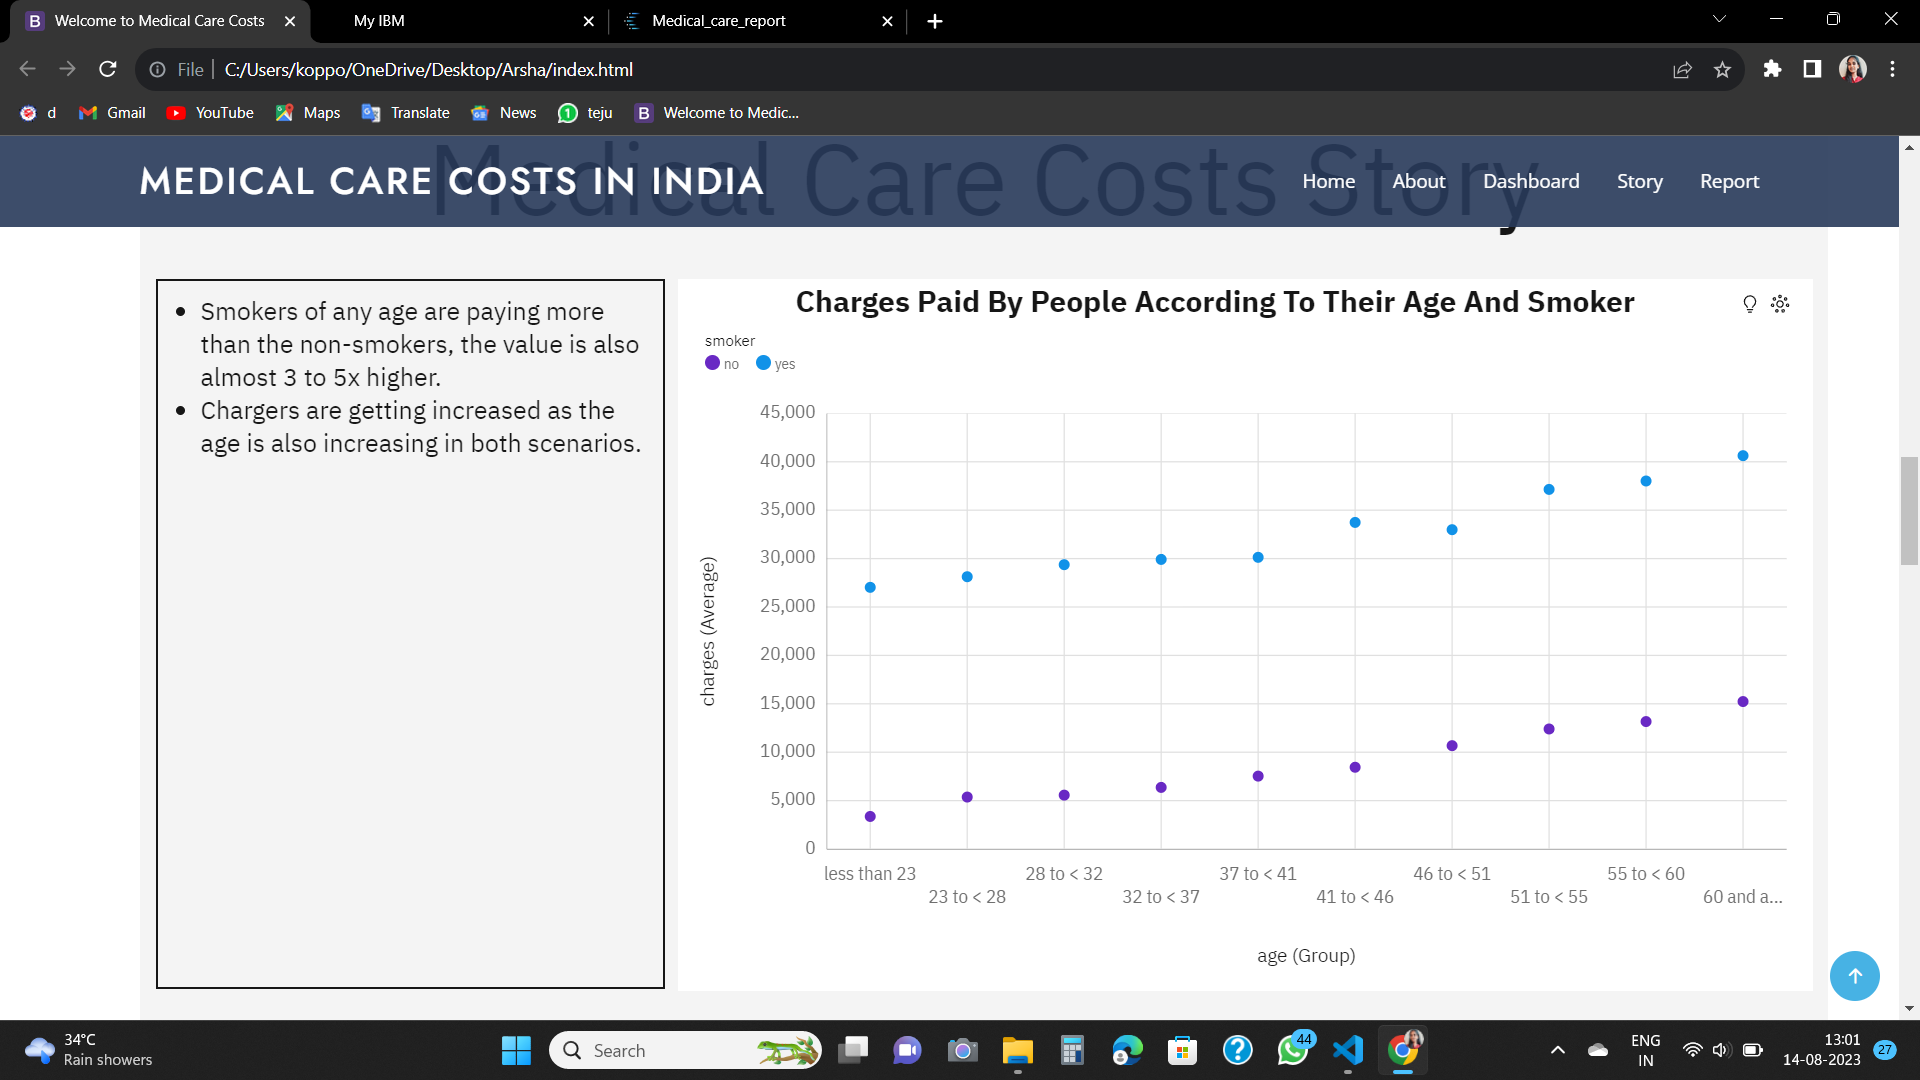 Welcome to Medical Care Costs
My IBM
Medical_care_report
File
C:/Users/koppo/OneDrive/Desktop/Arsha/index.html
d
Gmail
YouTube
Maps
Translate
News
1
teju
B
Welcome to Medic...
Medical Care Costs Story
MEDICAL CARE COSTS IN INDIA
Home
About
Dashboard
Story
Report
Smokers of any age are paying more
than the non-smokers, the value is also
almost 3 to 5x higher.
Chargers are getting increased as the
age is also increasing in both scenarios.
Charges Paid By People According To Their Age And Smoker
smoker
no
yes
45,000
40,000
35,000
30,000
25,000
20,000
15,000
10,000
5,000
0
charges (Average)
less than 23
23 to < 28
28 to < 32
32 to < 37
37 to < 41
41 to < 46
46 to < 51
51 to < 55
55 to < 60
60 and a...
age (Group)
34°C
Rain showers
Search
44
ENG
IN
13:01
14-08-2023
27